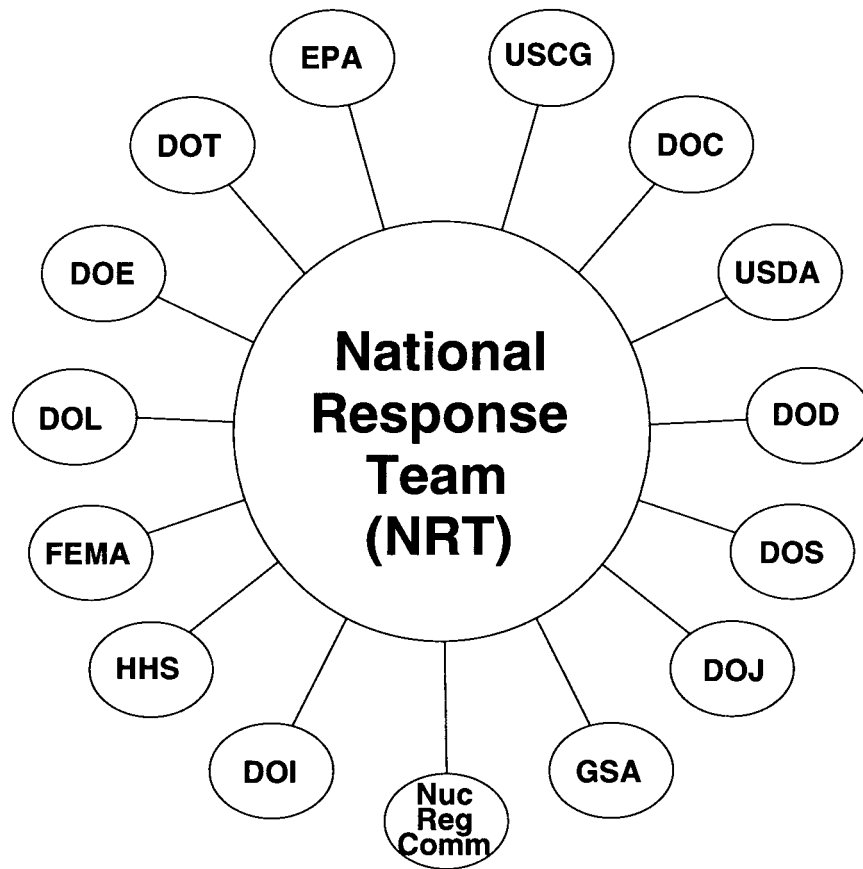 EPA
USCG
DOT
DOC
DOE
USDA
National
Response
Team
(NRT)
DOL
DOD
FEMA
DOS
HHS
DOJ
DOI
GSA
Nuc
Reg
Comm